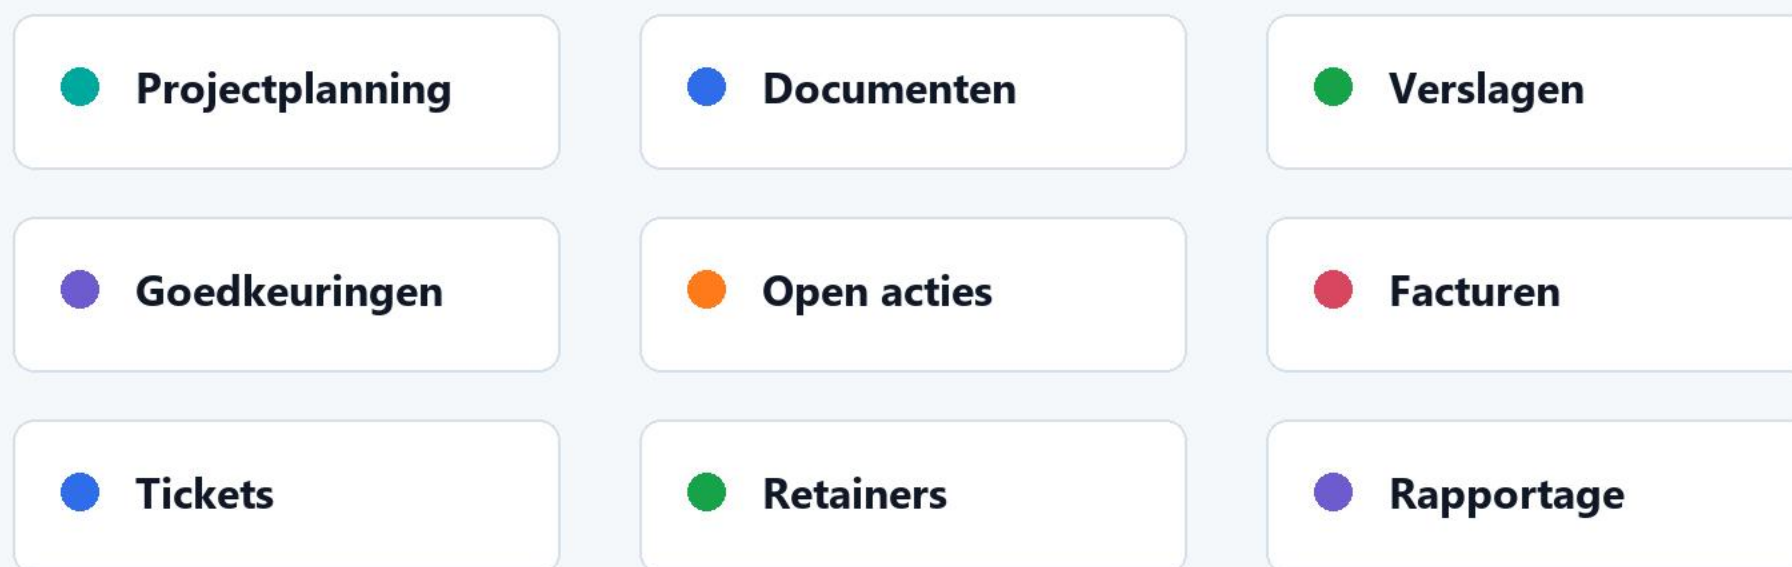 Projectplanning
Documenten
Verslagen
Goedkeuringen
Open acties
Facturen
Tickets
Retainers
Rapportage